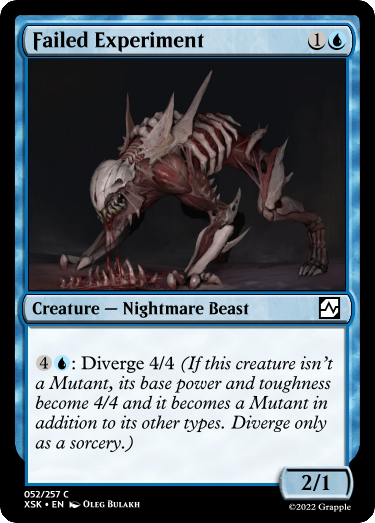 Failed Experiment 1
Creature — Nightmare Beast
4 : Diverge 4/4 (If this creature isn't
a Mutant, its base power and toughness
become 4/4 and it becomes a Mutant in
addition to its other types. Diverge only
as a sorcery.)
2/1
052/257 C
XSK • EN Oleg Bulakh
©2022 Grapple